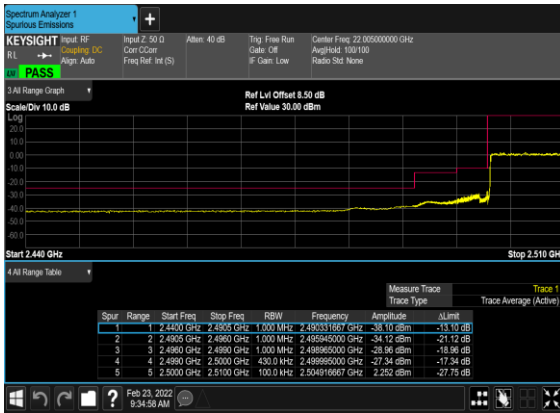 Spectrum Analyzer 1
Spurious Emissions
KEYSIGHT Input: RF Input Z: 50 Ω Atten: 40 dB Trig: Free Run Center Freq: 22.005000000 GHz
RL Coupling: DC Corr CCorr Gate: Off Avg|Hold: 100/100
Align: Auto Freq Ref: Int (S) IF Gain: Low Radio Std: None
LM PASS
3 All Range Graph
Ref Lvl Offset 8.50 dB
Scale/Div 10.0 dB Ref Value 30.00 dBm
Log
20.0
10.0
0.00
-10.0
-20.0
-30.0
-40.0
-50.0
-60.0
Start 2.440 GHz Stop 2.510 GH
4 All Range Table
Measure Trace Trace 1
Trace Type Trace Average (Active)
Spur Range Start Freq Stop Freq RBW Frequency Amplitude ΔLimit
1 1 2.4400 GHz 2.4905 GHz 1.000 MHz 2.490331667 GHz -38.10 dBm -13.10 dB
2 2 2.4905 GHz 2.4960 GHz 1.000 MHz 2.495945000 GHz -34.12 dBm -21.12 dB
3 3 2.4960 GHz 2.4990 GHz 1.000 MHz 2.498965000 GHz -28.96 dBm -18.96 dB
4 4 2.4990 GHz 2.5000 GHz 430.0 kHz 2.499995000 GHz -27.34 dBm -17.34 dB
5 5 2.5000 GHz 2.5100 GHz 100.0 kHz 2.504916667 GHz 2.252 dBm -27.75 dB
Feb 23, 2022
9:34:58 AM